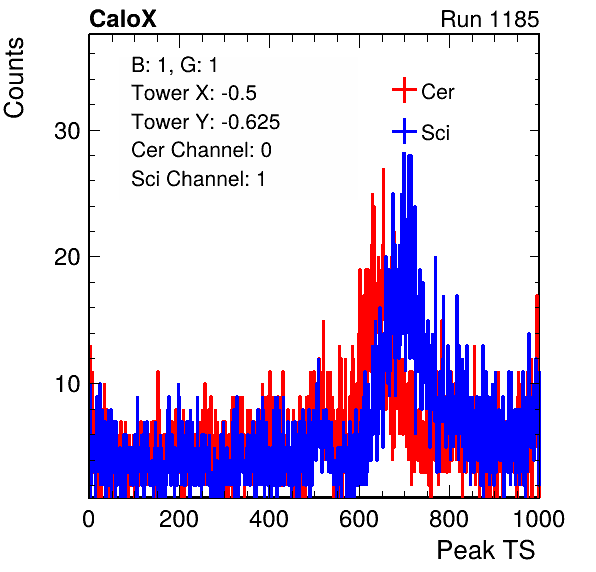 CaloX
Run 1185
Counts
B: 1, G: 1
Tower X: -0.5
Tower Y: -0.625
Cer Channel: 0
Sci Channel: 1
Cer
Sci
30
20
10
0 200 400 600 800 1000
Peak TS